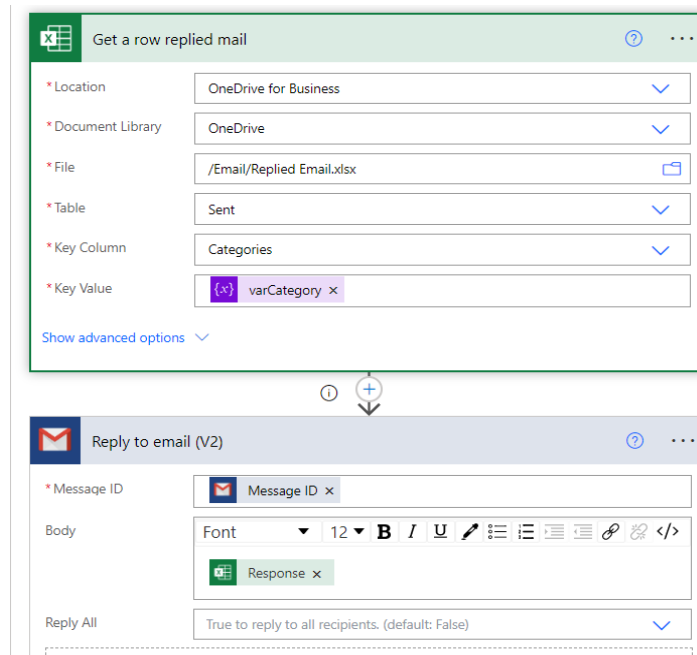 Get a row replied mail
* Location
OneDrive for Business
* Document Library
OneDrive
* File
/Email/Replied Email.xlsx
* Table
Sent
* Key Column
Categories
* Key Value
{x} varCategory ×
Show advanced options
Reply to email (V2)
* Message ID
Message ID ×
Body
Font 12 B I U </>
Response ×
Reply All
True to reply to all recipients. (default: False)